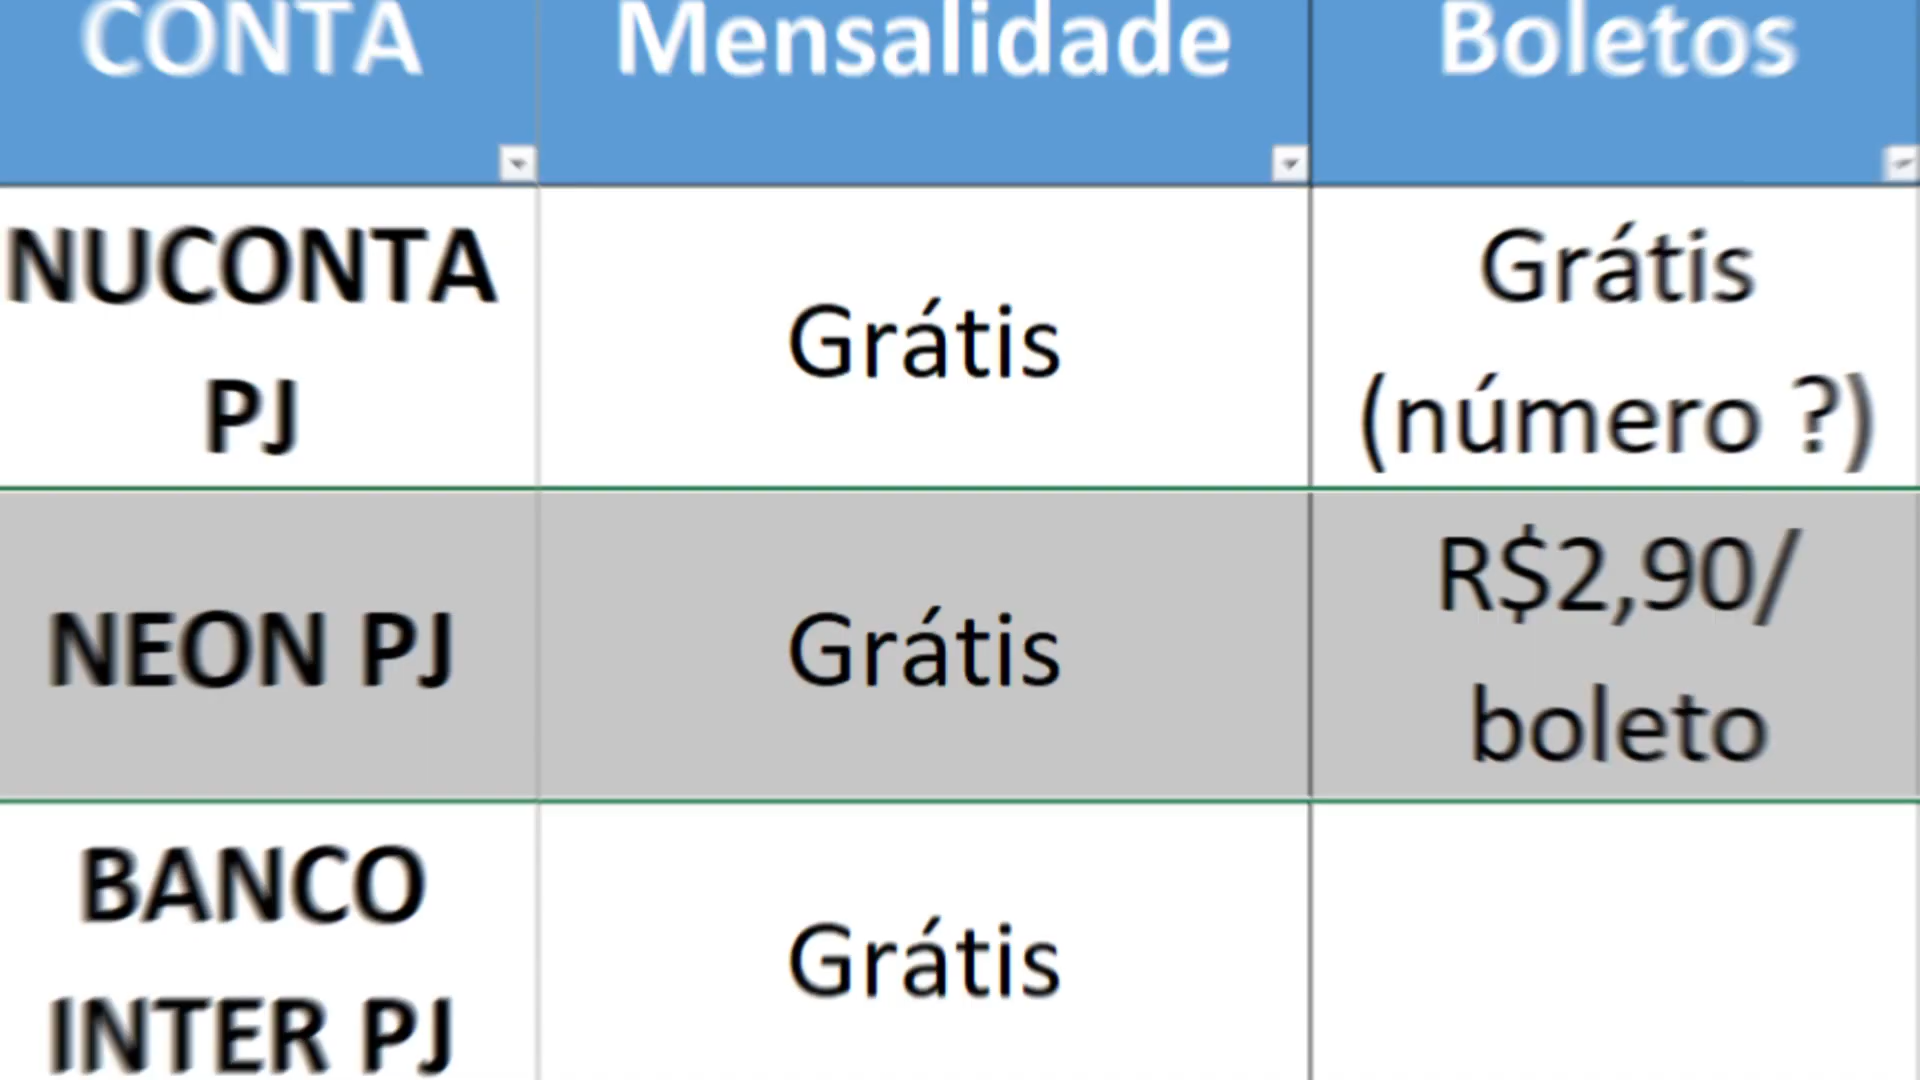 CONTA
Mensalidade
Boletos
NUCONTA
PJ
Grátis
Grátis
(número ?)
NEON PJ
Grátis
R$2,90/
boleto
BANCO
INTER PJ
Grátis